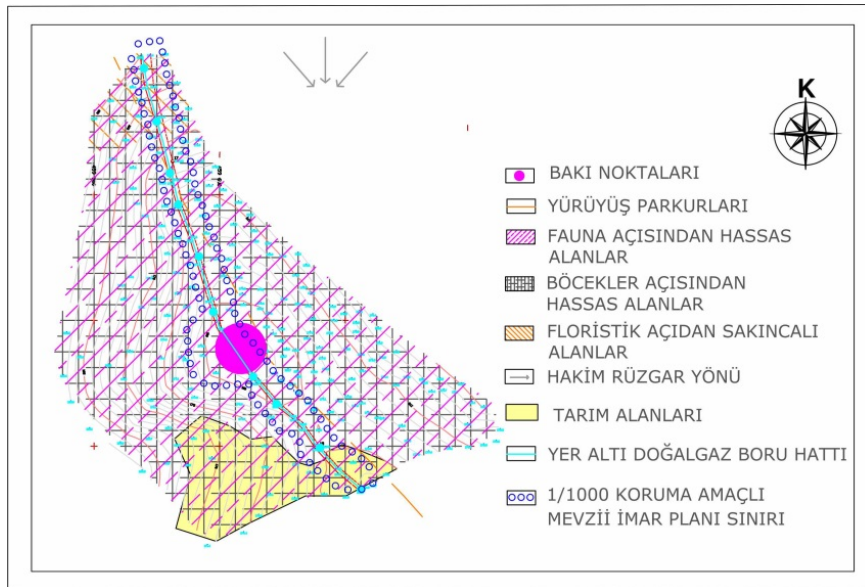 K
BAKI NOKTALARI
YÜRÜYÜŞ PARKURLARI
FAUNA AÇISINDAN HASSAS
ALANLAR
BÖCEKLER AÇISINDAN
HASSAS ALANLAR
FLORİSTİK AÇIDAN SAKINCALI
ALANLAR
HAKİM RÜZGAR YÖNÜ
TARIM ALANLARI
YER ALTI DOĞALGAZ BORU HATTI
1/1000 KORUMA AMAÇLI
MEVZİİ İMAR PLANI SINIRI